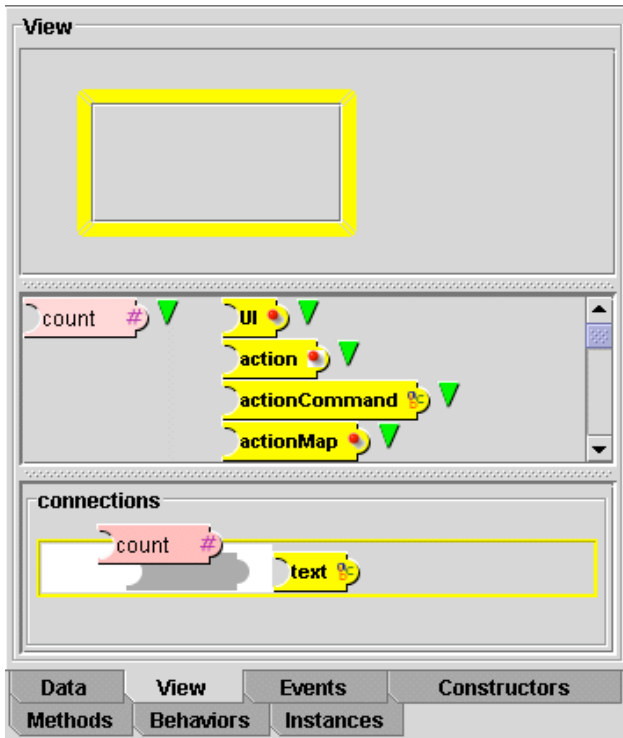 View
count # UI
action
actionCommand
actionMap
connections
count #
text
Data View Events Constructors
Methods Behaviors Instances